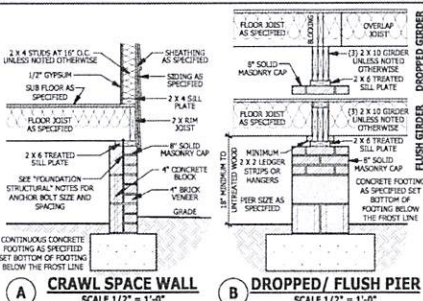 2 X 4 STUDS AT 16" O.C.
UNLESS NOTED OTHERWISE
1/2" GYPSUM
SUB FLOOR AS
SPECIFIED
FLOOR JOIST
AS SPECIFIED
2 X 6 TREATED
SILL PLATE
SEE "FOUNDATION
STRUCTURAL" NOTES FOR
ANCHOR BOLT SIZE AND
SPACING
CONTINUOUS CONCRETE
FOOTING AS SPECIFIED
SET BOTTOM OF FOOTING
BELOW THE FROST LINE
SHEATHING
AS SPECIFIED
SIDING AS
SPECIFIED
2 X 4 SILL
PLATE
2 X RIM
JOIST
8" SOLID
MASONRY CAP
4" CONCRETE
BLOCK
4" BRICK
VENEER
GRADE
A
CRAWL SPACE WALL
SCALE 1/2" = 1'-0"
FLOOR JOIST
AS SPECIFIED
BLOCKING
OVERLAP
JOIST
8" SOLID
MASONRY CAP
(3) 2 X 10 GIRDER
UNLESS NOTED
OTHERWISE
2 X 6 TREATED
SILL PLATE
DROPPED GIRDER
FLOOR JOIST
AS SPECIFIED
(3) 2 X 10 GIRDER
UNLESS NOTED
OTHERWISE
2 X 6 TREATED
SILL PLATE
FLUSH GIRDER
18" MINIMUM TO
UNTREATED WOOD
MINIMUM
2 X 2 LEDGER
STRIPS OR
HANGERS
PIER SIZE AS
SPECIFIED
8" SOLID
MASONRY CAP
CONCRETE FOOTING
AS SPECIFIED SET
BOTTOM OF
FOOTING BELOW
THE FROST LINE
B
DROPPED/ FLUSH PIER
SCALE 1/2" = 1'-0"